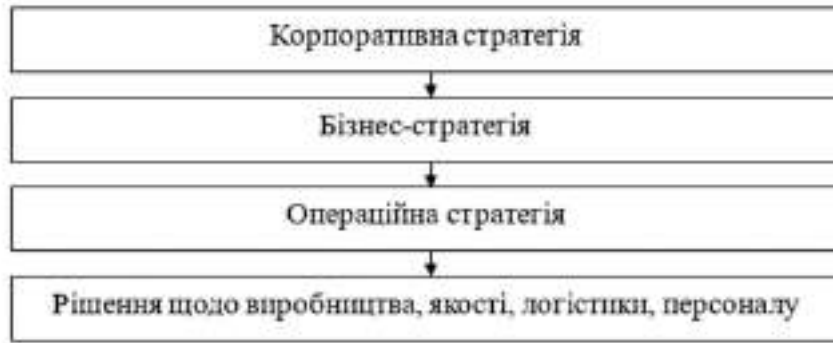 Корпоративна стратегія
Бізнес-стратегія
Операційна стратегія
Рішення щодо виробництва, якості, логістики, персоналу